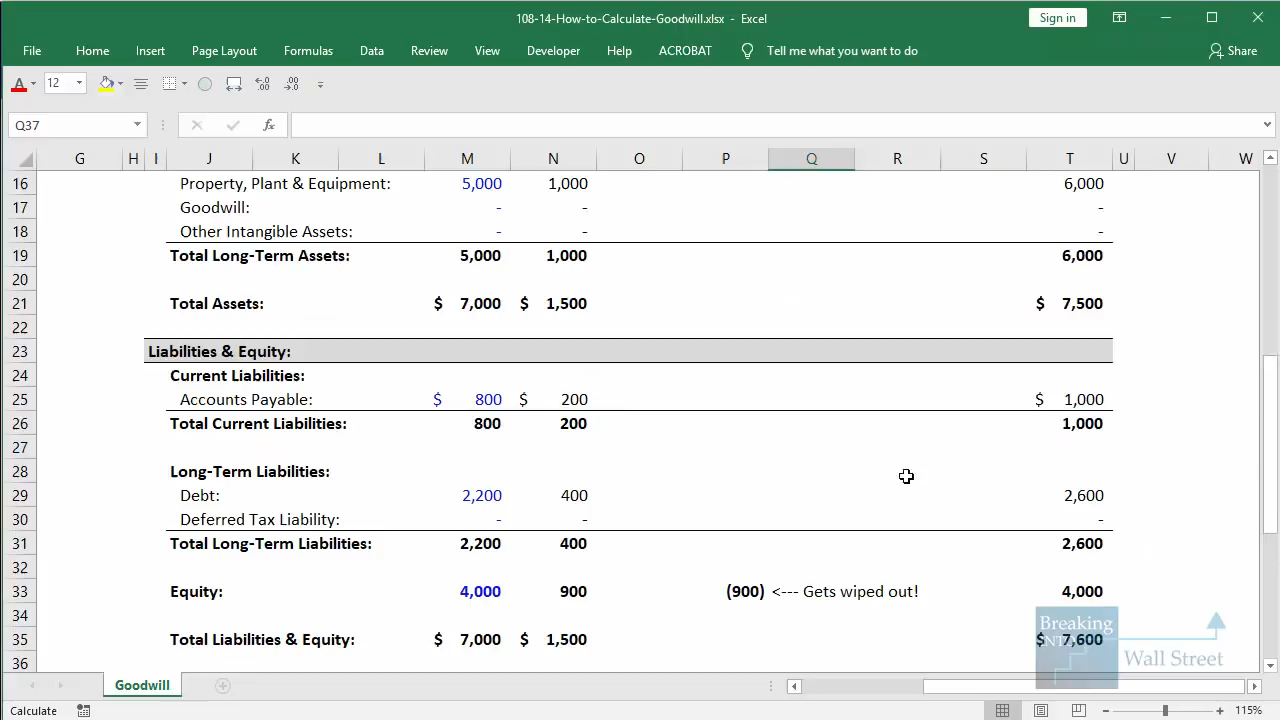 108-14-How-to-Calculate-Goodwill.xlsx - Excel
Sign in
File Home Insert Page Layout Formulas Data Review View Developer Help ACROBAT Tell me what you want to do Share
A 12
Q37 fx
G H I J K L M N O P Q R S T U V W
16 Property, Plant & Equipment: 5,000 1,000 6,000
17 Goodwill: - - -
18 Other Intangible Assets: - - -
19 Total Long-Term Assets: 5,000 1,000 6,000
20
21 Total Assets: $ 7,000 $ 1,500 $ 7,500
22
23 Liabilities & Equity:
24 Current Liabilities:
25 Accounts Payable: $ 800 $ 200 $ 1,000
26 Total Current Liabilities: 800 200 1,000
27
28 Long-Term Liabilities:
29 Debt: 2,200 400 2,600
30 Deferred Tax Liability: - - -
31 Total Long-Term Liabilities: 2,200 400 2,600
32
33 Equity: 4,000 900 (900) <--- Gets wiped out! 4,000
34
35 Total Liabilities & Equity: $ 7,000 $ 1,500 $ 7,600
36
Breaking
INTO
Wall Street
Goodwill
Calculate 115%